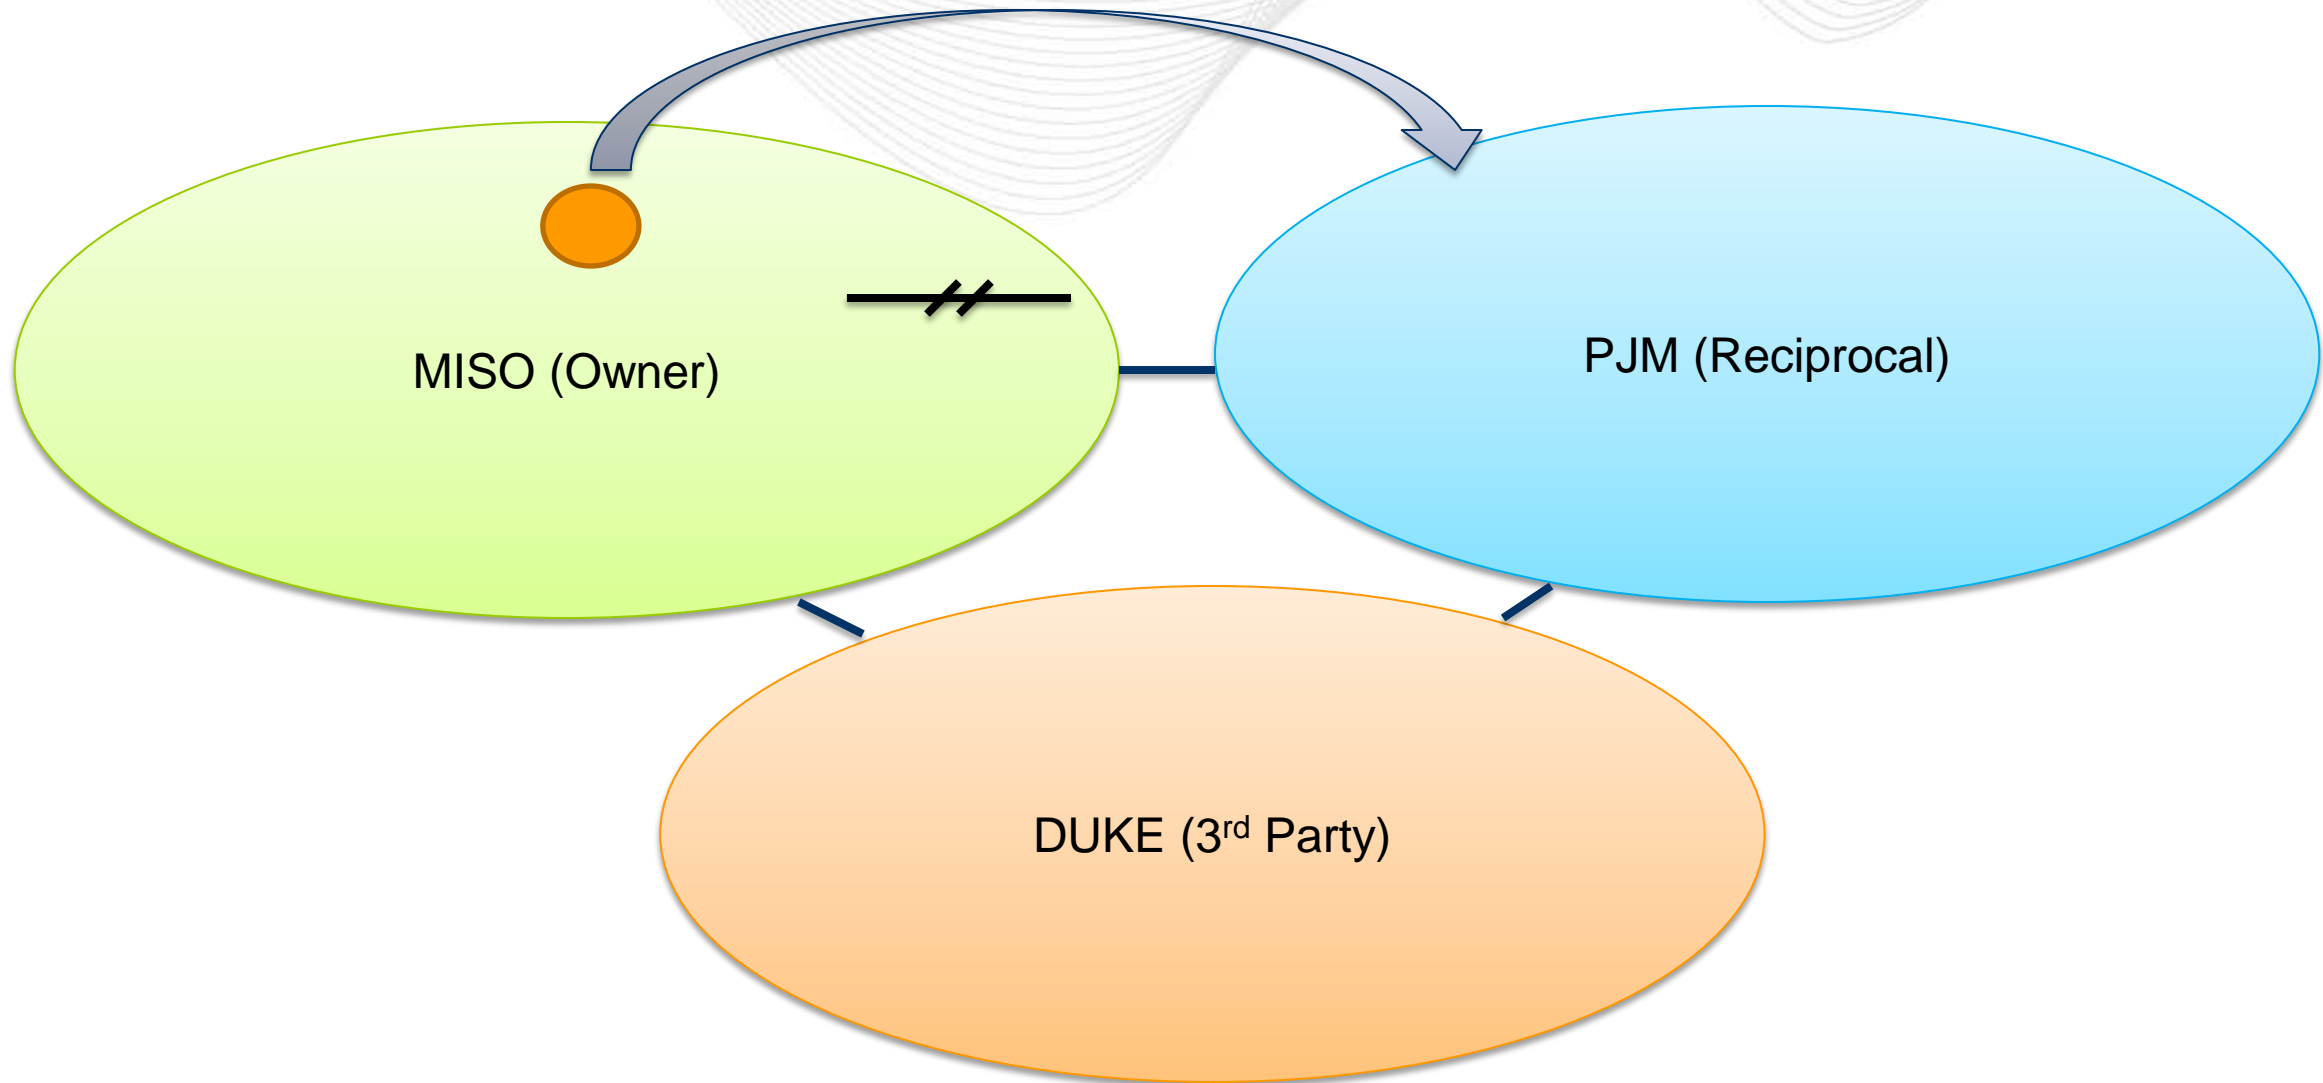 MISO (Owner)
PJM (Reciprocal)
DUKE (3rd Party)